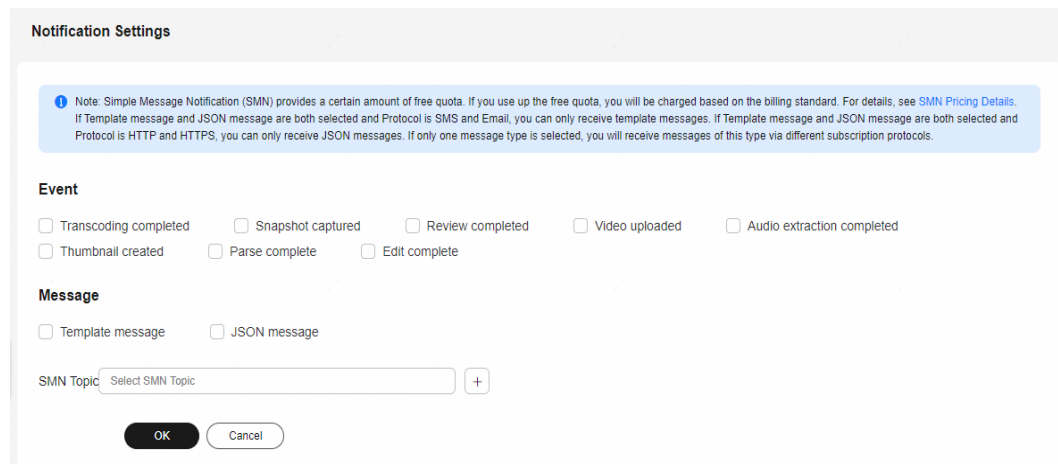 Notification Settings
Note: Simple Message Notification (SMN) provides a certain amount of free quota. If you use up the free quota, you will be charged based on the billing standard. For details, see SMN Pricing Details.
If Template message and JSON message are both selected and Protocol is SMS and Email, you can only receive template messages. If Template message and JSON message are both selected and
Protocol is HTTP and HTTPS, you can only receive JSON messages. If only one message type is selected, you will receive messages of this type via different subscription protocols.
Event
Transcoding completed Snapshot captured Review completed Video uploaded Audio extraction completed
Thumbnail created Parse complete Edit complete
Message
Template message JSON message
SMN Topic Select SMN Topic +
OK Cancel